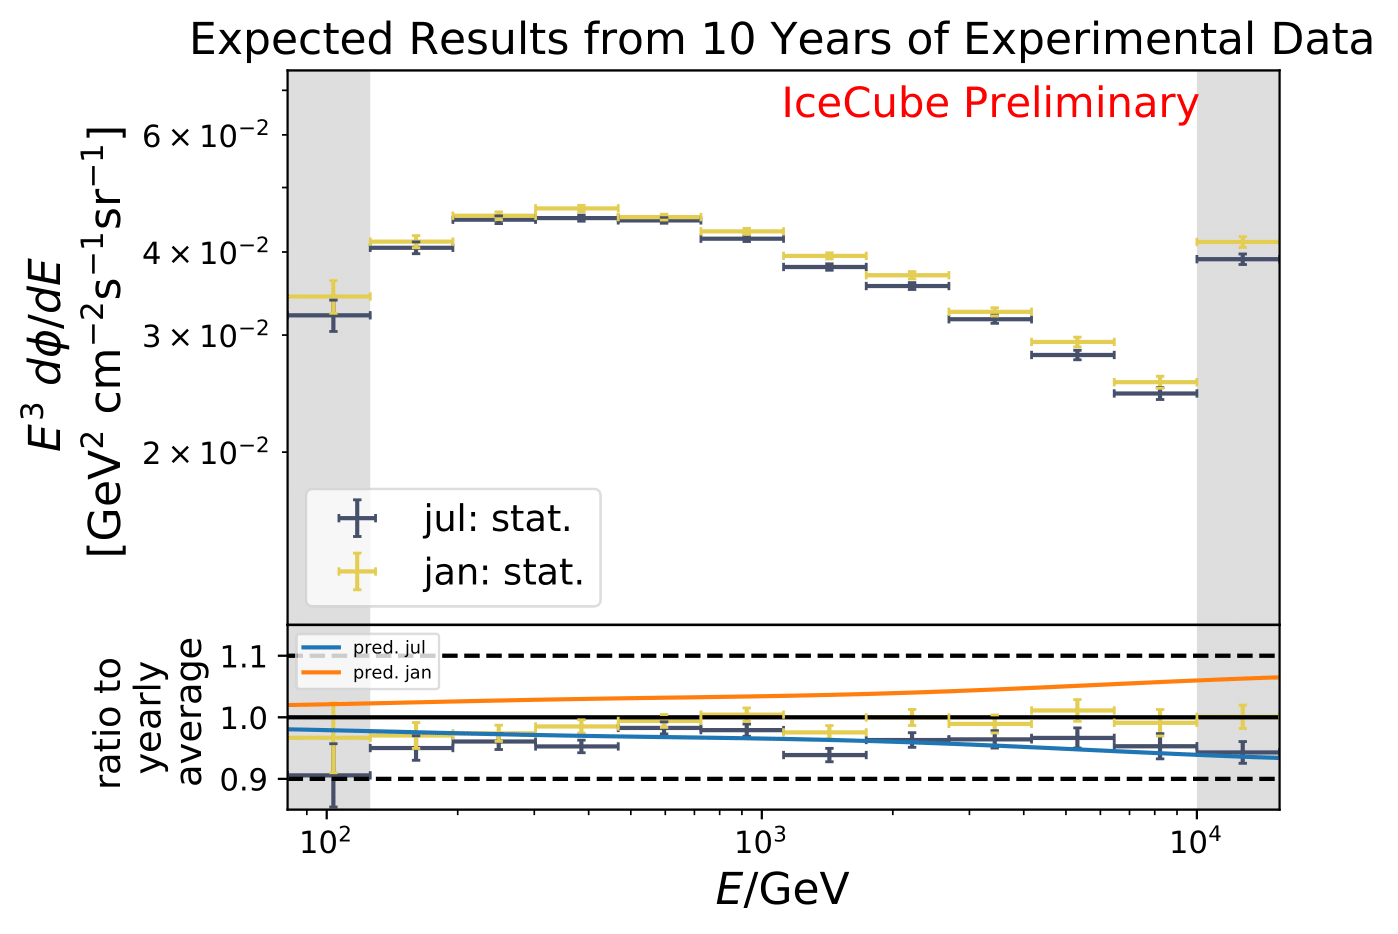 Expected Results from 10 Years of Experimental Data
IceCube Preliminary
E³ dϕ/dE
[GeV² cm⁻²s⁻¹sr⁻¹]
6 × 10⁻²
4 × 10⁻²
3 × 10⁻²
2 × 10⁻²
jul: stat.
jan: stat.
ratio to
yearly
average
1.1
1.0
0.9
pred. jul
pred. jan
10² 10³ 10⁴
E/GeV